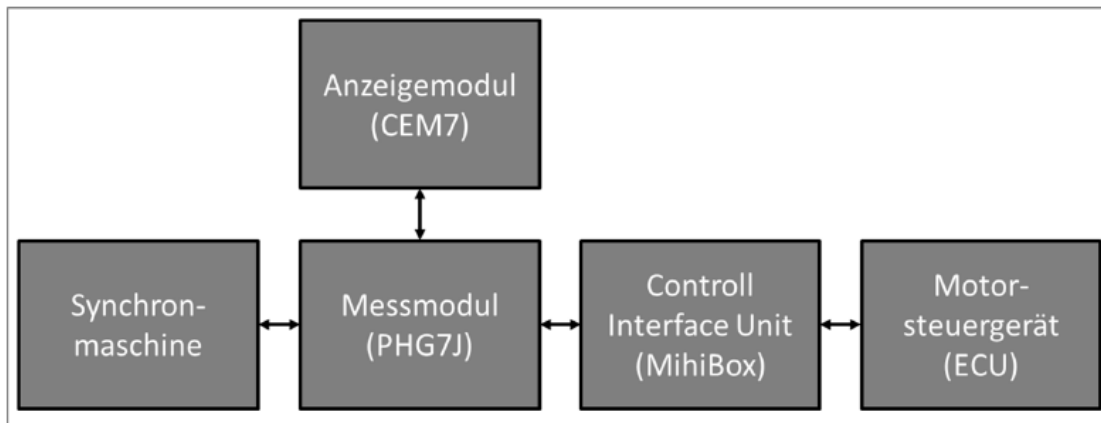 Anzeigemodul
(CEM7)
Synchron-
maschine
Messmodul
(PHG7J)
Controll
Interface Unit
(MihiBox)
Motor-
steuergerät
(ECU)